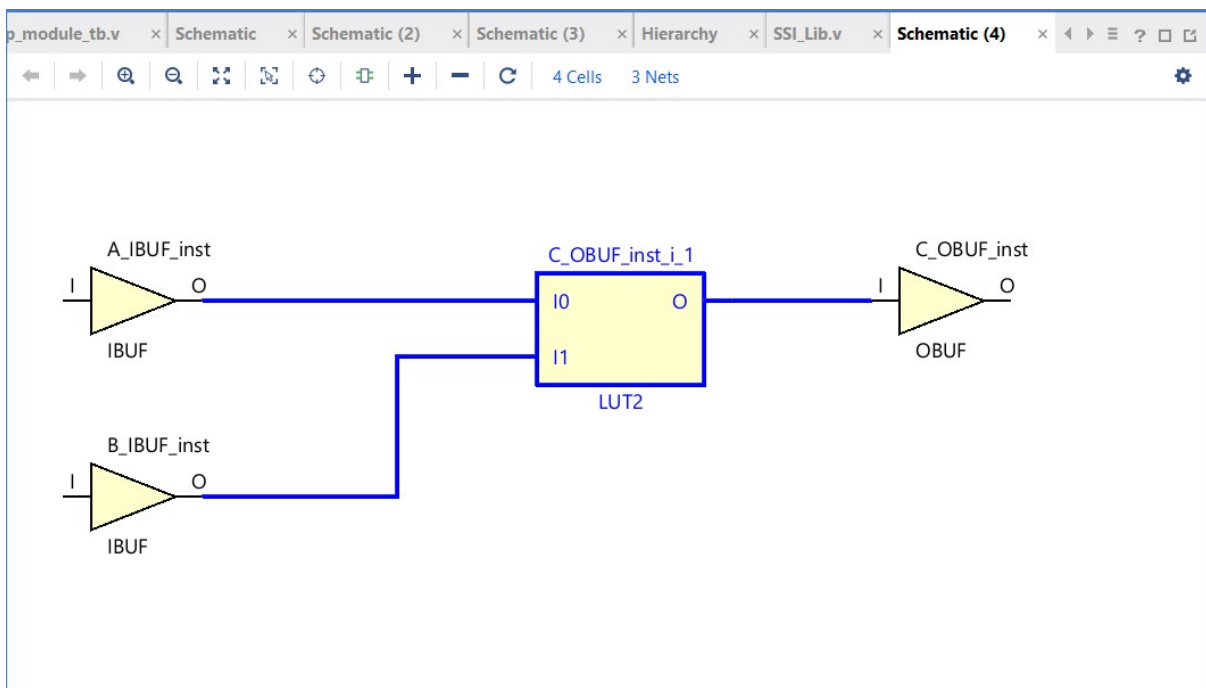 p_module_tb.v × Schematic × Schematic (2) × Schematic (3) × Hierarchy × SSI_Lib.v × Schematic (4) × ?
4 Cells 3 Nets
A_IBUF_inst
I O
IBUF
B_IBUF_inst
I O
IBUF
C_OBUF_inst_i_1
I0 O
I1
LUT2
C_OBUF_inst
I O
OBUF